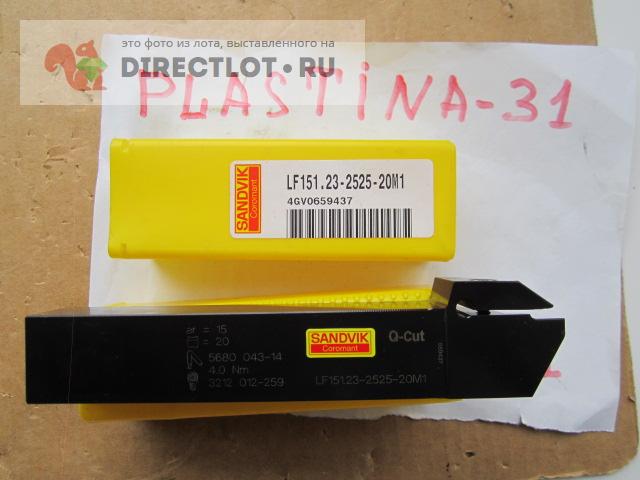 это фото из лота, выставленного на
DIRECTLOT.RU
PLASTINA-31
SANDVIK
Coromant
LF151.23-2525-20M1
4GV0659437
= 15
= 20
5680 043-14
4.0 Nm
3212 012-259
SANDVIK
Coromant
Q-Cut
LF151.23-2525-20M1